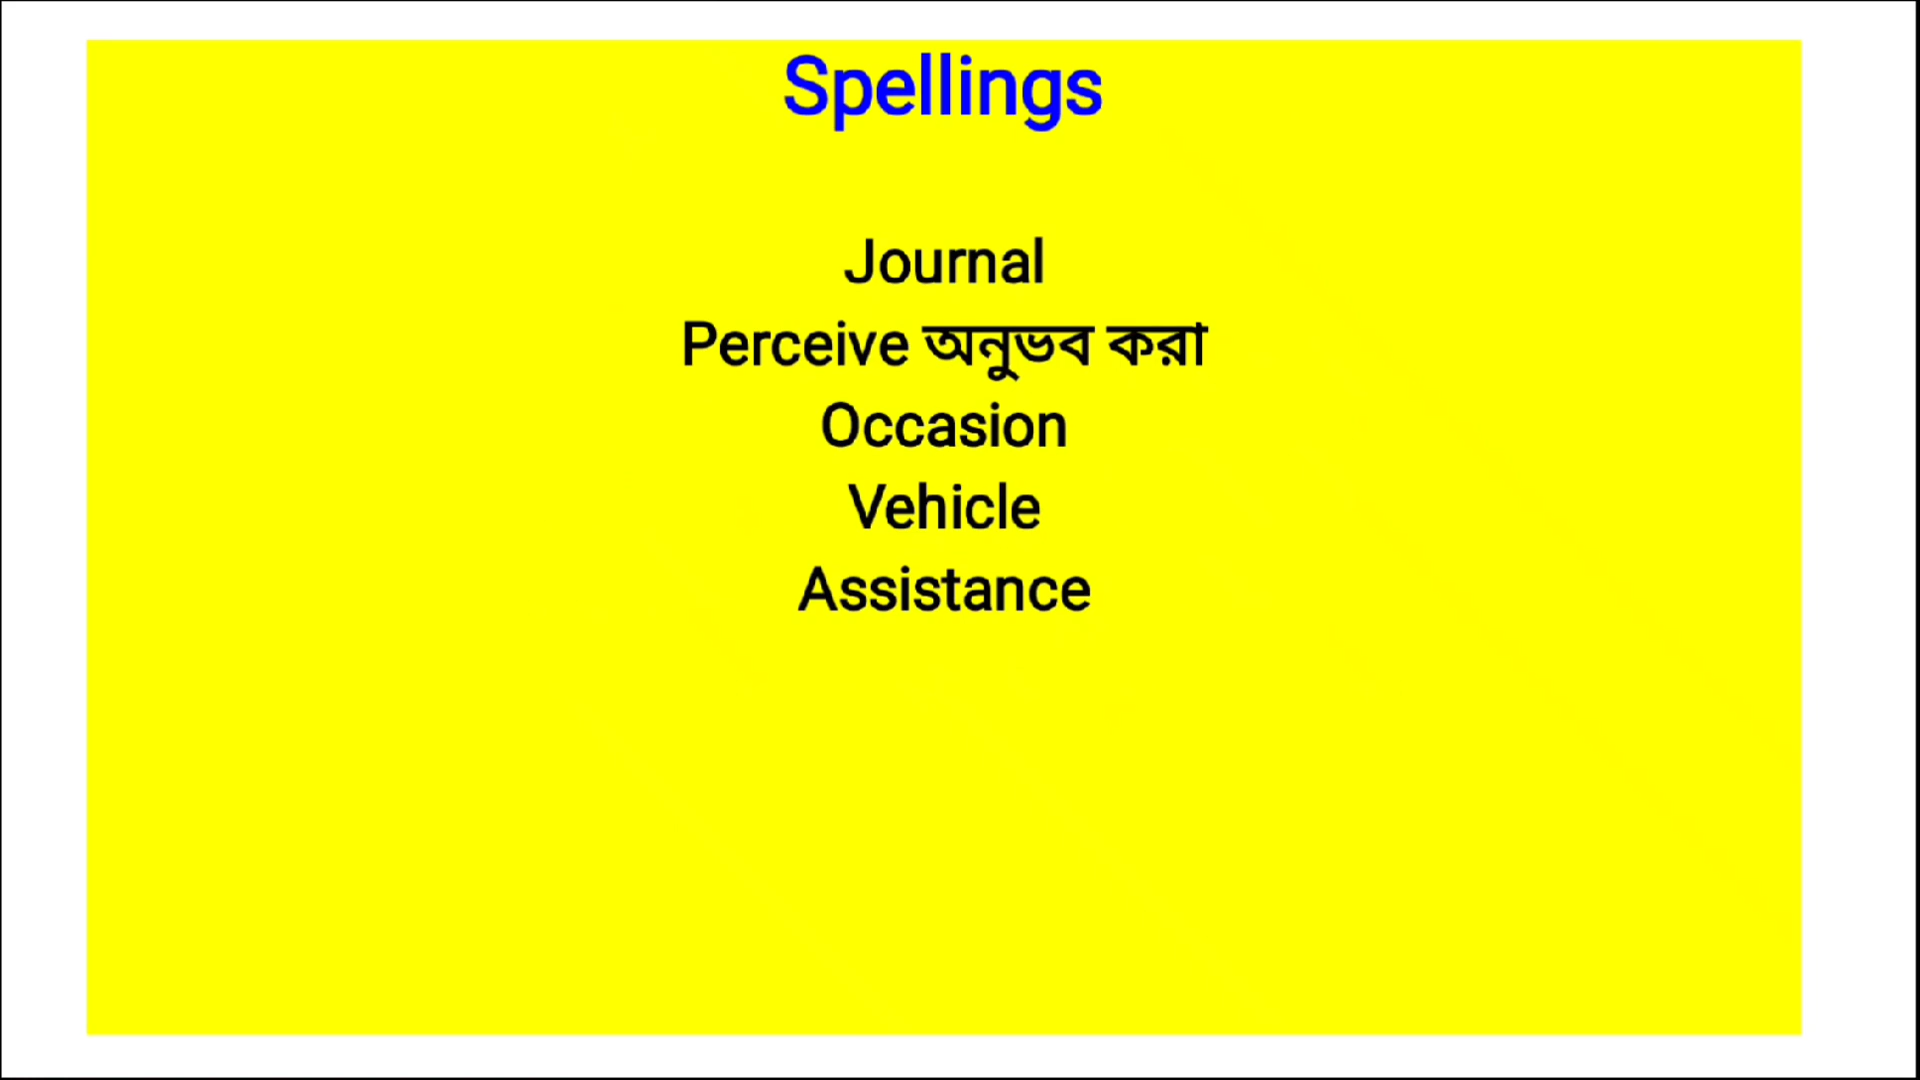 Spellings
Journal
Perceive অনুভব করা
Occasion
Vehicle
Assistance